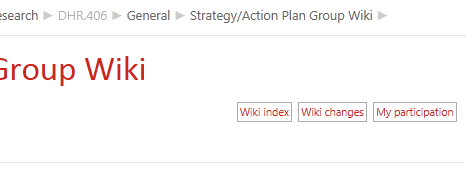 esearch ► DHR.406 ► General ► Strategy/Action Plan Group Wiki ►
Group Wiki
Wiki index Wiki changes My participation